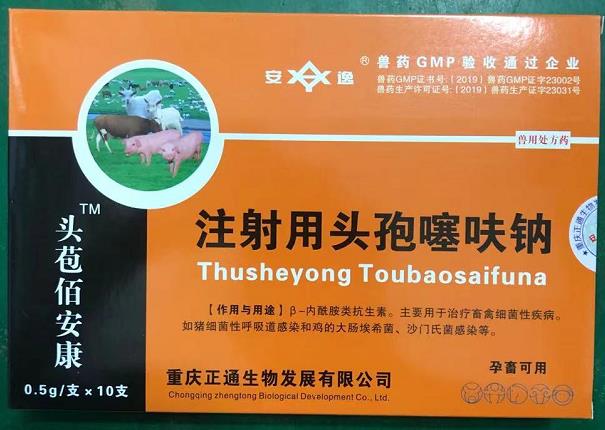 安 逸 ® 兽药GMP验收通过企业
兽药GMP证书号:(2019)兽药GMP证字23002号
兽药生产许可证号:(2019)兽药生产证字23031号
兽用处方药
TM
头苞佰安康
0.5g/支×10支
注射用头孢噻呋钠
Thusheyong Toubaosaifuna
【作用与用途】β-内酰胺类抗生素。主要用于治疗畜禽细菌性疾病。
如猪细菌性呼吸道感染和鸡的大肠埃希菌、沙门氏菌感染等。
孕畜可用
重庆正通生物发展有限公司
Chongqing zhengtong Biological Development Co., Ltd.
重庆正通生物